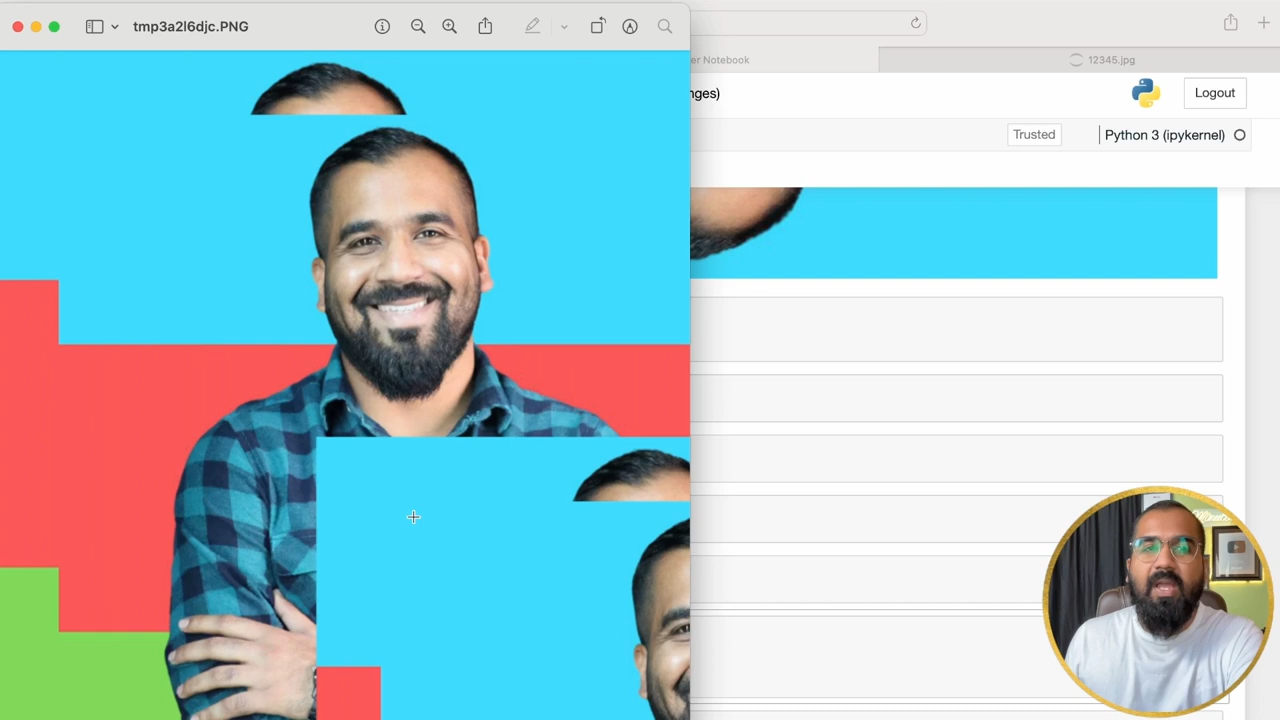 tmp3a2l6djc.PNG
er Notebook
12345.jpg
nges)
Logout
Trusted
Python 3 (ipykernel)